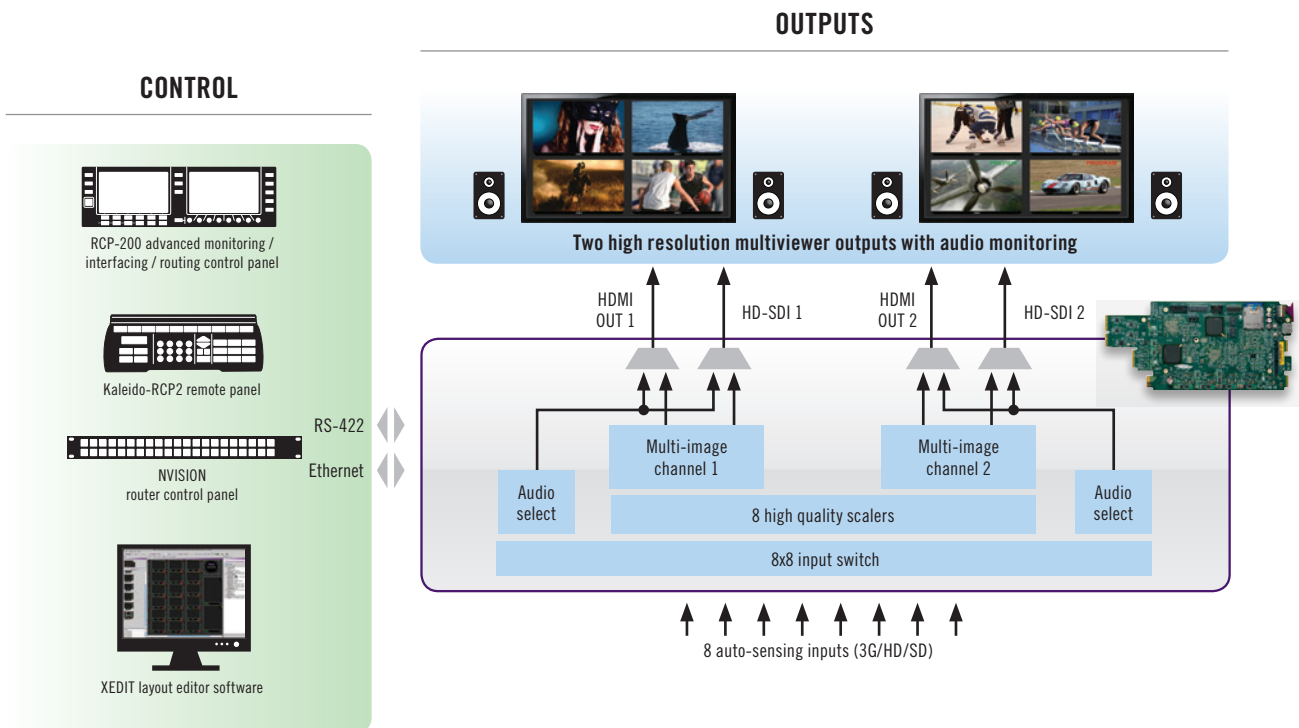 OUTPUTS
CONTROL
RCP-200 advanced monitoring /
interfacing / routing control panel
Kaleido-RCP2 remote panel
NVISION
router control panel
XEDIT layout editor software
RS-422
Ethernet
Two high resolution multiviewer outputs with audio monitoring
HDMI
OUT 1
HD-SDI 1
HDMI
OUT 2
HD-SDI 2
Multi-image
channel 1
Multi-image
channel 2
Audio
select
8 high quality scalers
Audio
select
8x8 input switch
8 auto-sensing inputs (3G/HD/SD)